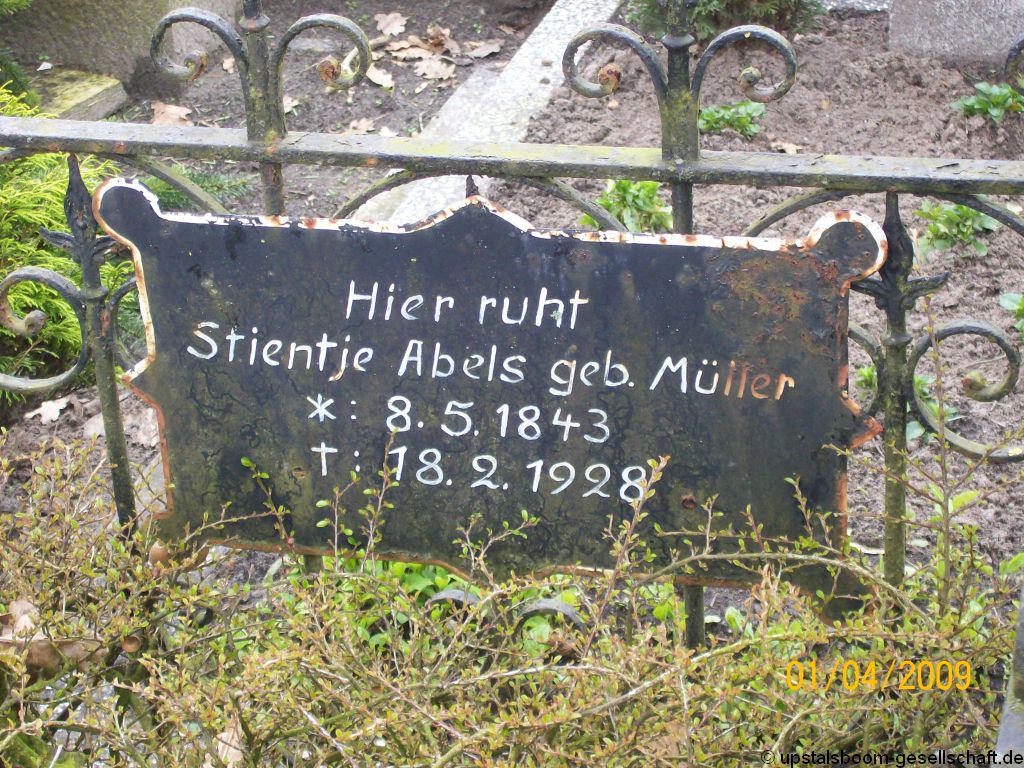 Hier ruht
Stientje Abels geb. Müller
*: 8.5.1843
†: 18.2.1928
01/04/2009
© upstalsboom-gesellschaft.de